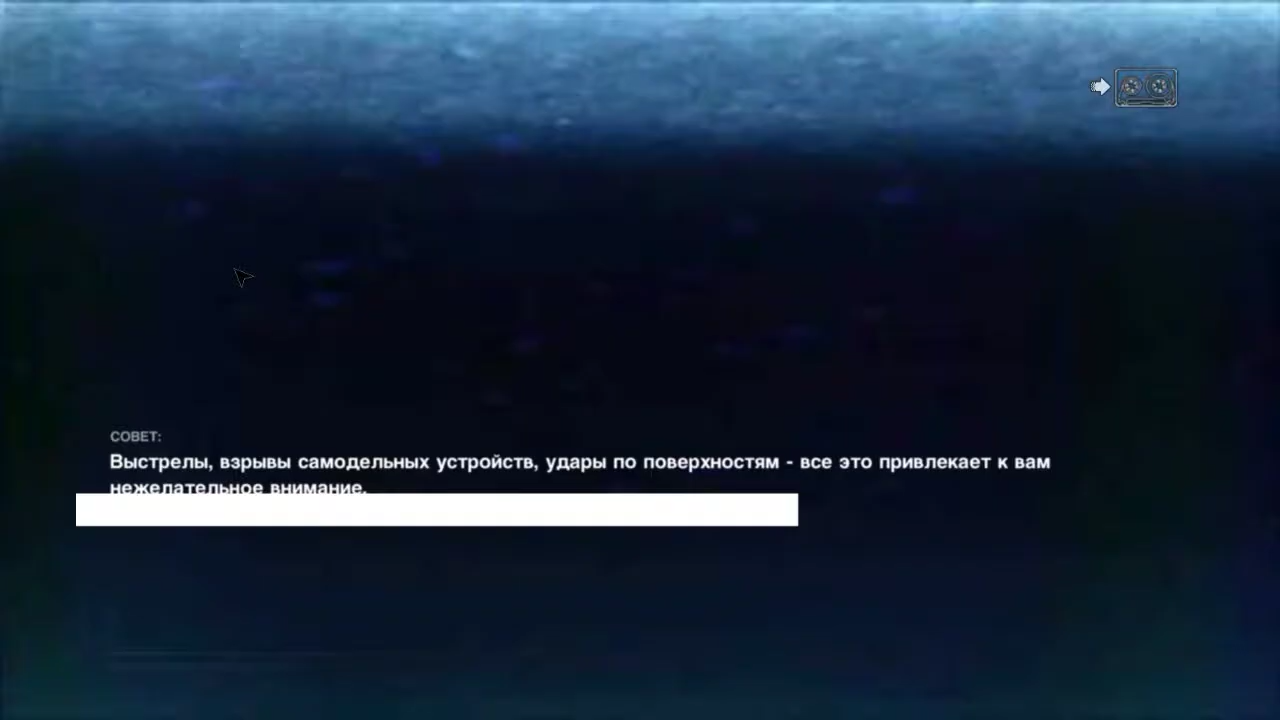 СОВЕТ:
Выстрелы, взрывы самодельных устройств, удары по поверхностям - все это привлекает к вам
нежелательное внимание.